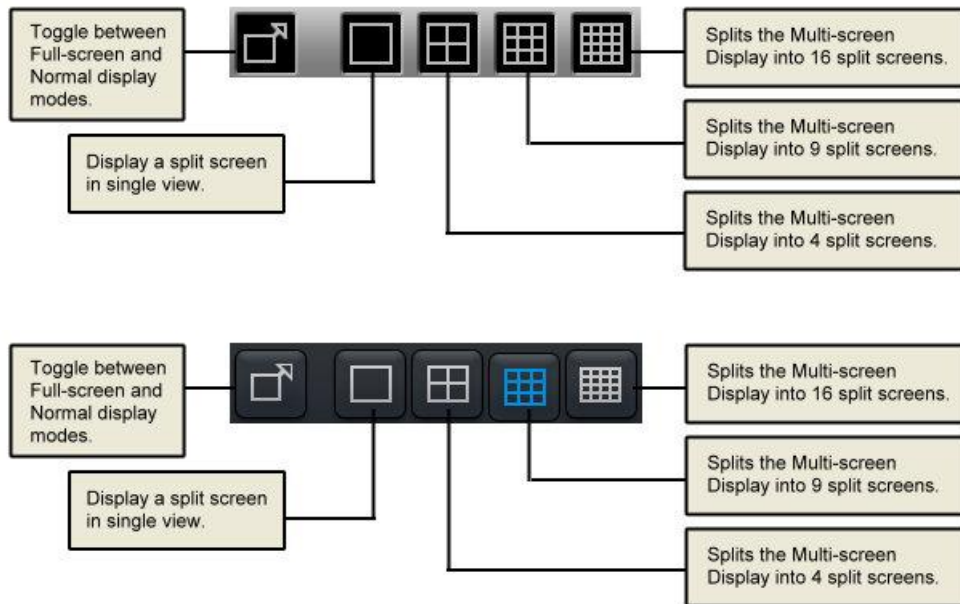 Toggle between
Full-screen and
Normal display
modes.
Display a split screen
in single view.
Splits the Multi-screen
Display into 16 split screens.
Splits the Multi-screen
Display into 9 split screens.
Splits the Multi-screen
Display into 4 split screens.
Toggle between
Full-screen and
Normal display
modes.
Display a split screen
in single view.
Splits the Multi-screen
Display into 16 split screens.
Splits the Multi-screen
Display into 9 split screens.
Splits the Multi-screen
Display into 4 split screens.